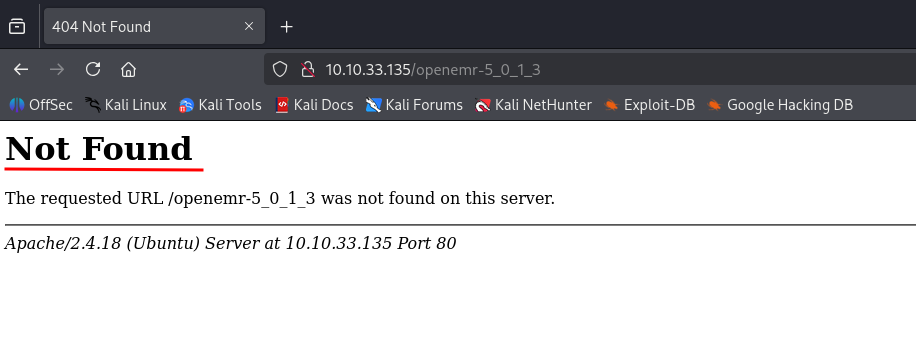 404 Not Found
10.10.33.135/openemr-5_0_1_3
OffSec Kali Linux Kali Tools Kali Docs Kali Forums Kali NetHunter Exploit-DB Google Hacking DB
Not Found
The requested URL /openemr-5_0_1_3 was not found on this server.
Apache/2.4.18 (Ubuntu) Server at 10.10.33.135 Port 80